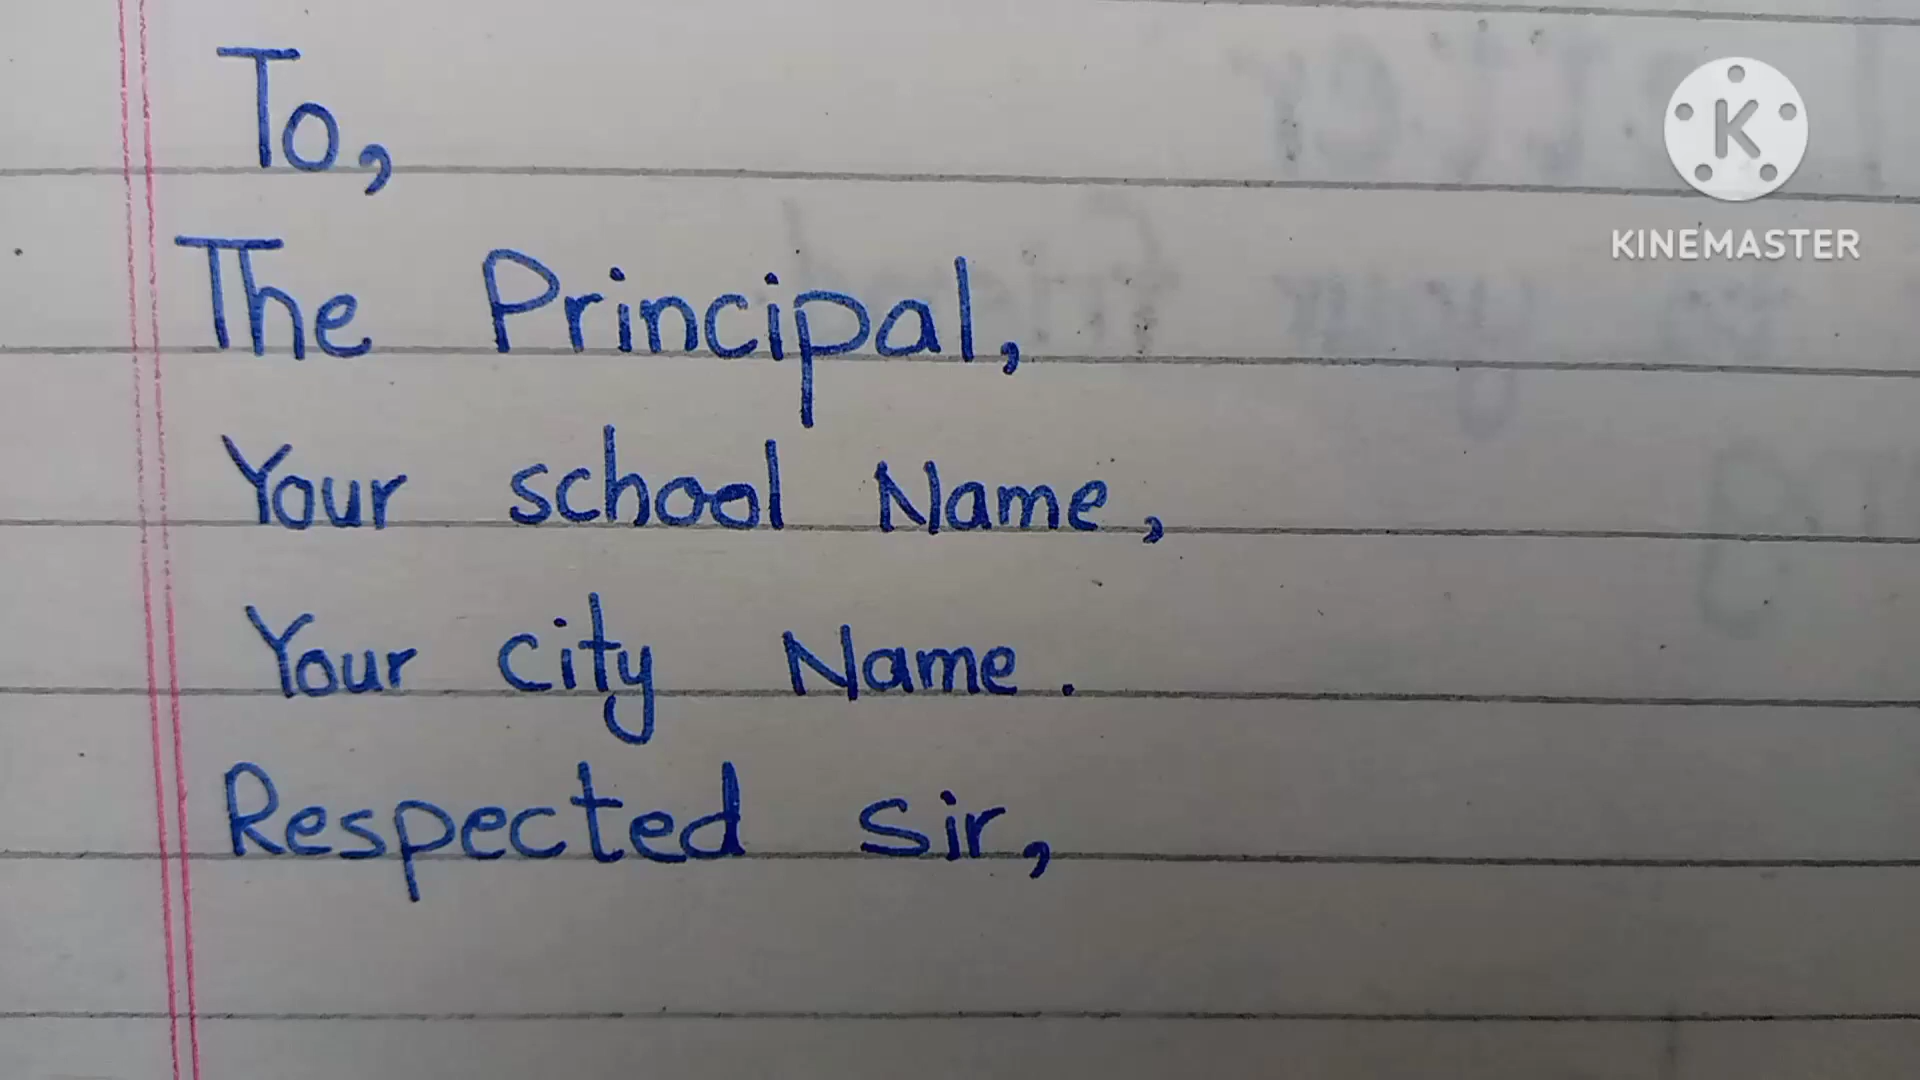 To,
The Principal,
Your school Name,
Your city Name.
Respected Sir,
K
KINEMASTER